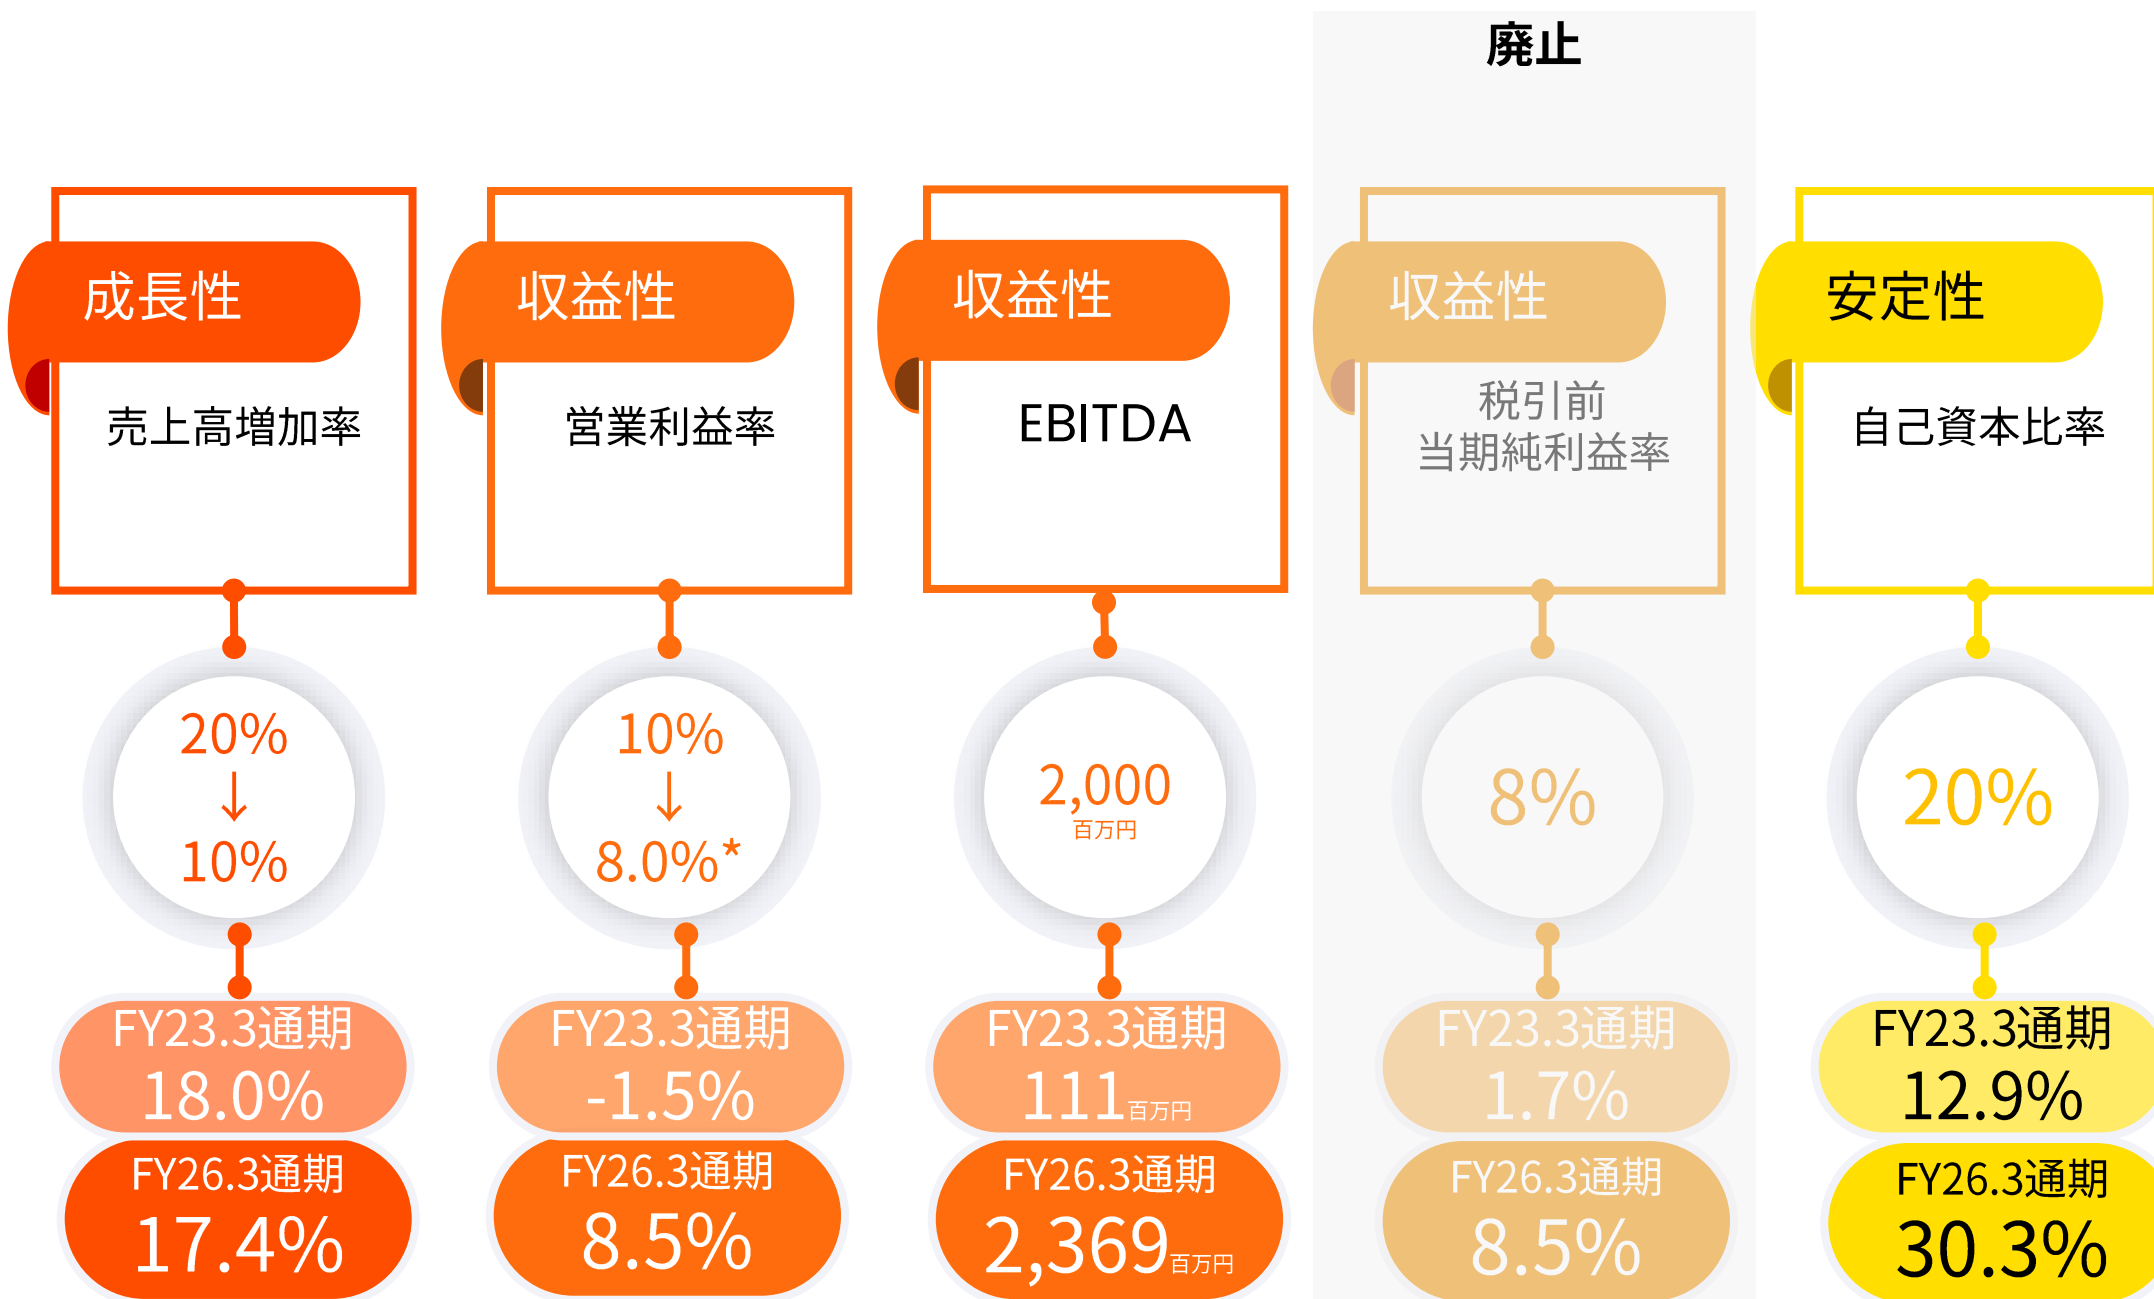 成長性
売上高増加率
20%
↓
10%
FY23.3通期
18.0%
FY26.3通期
17.4%
収益性
営業利益率
10%
↓
8.0%*
FY23.3通期
-1.5%
FY26.3通期
8.5%
収益性
EBITDA
2,000
百万円
FY23.3通期
111百万円
FY26.3通期
2,369百万円
廃止
収益性
税引前
当期純利益率
8%
FY23.3通期
1.7%
FY26.3通期
8.5%
安定性
自己資本比率
20%
FY23.3通期
12.9%
FY26.3通期
30.3%